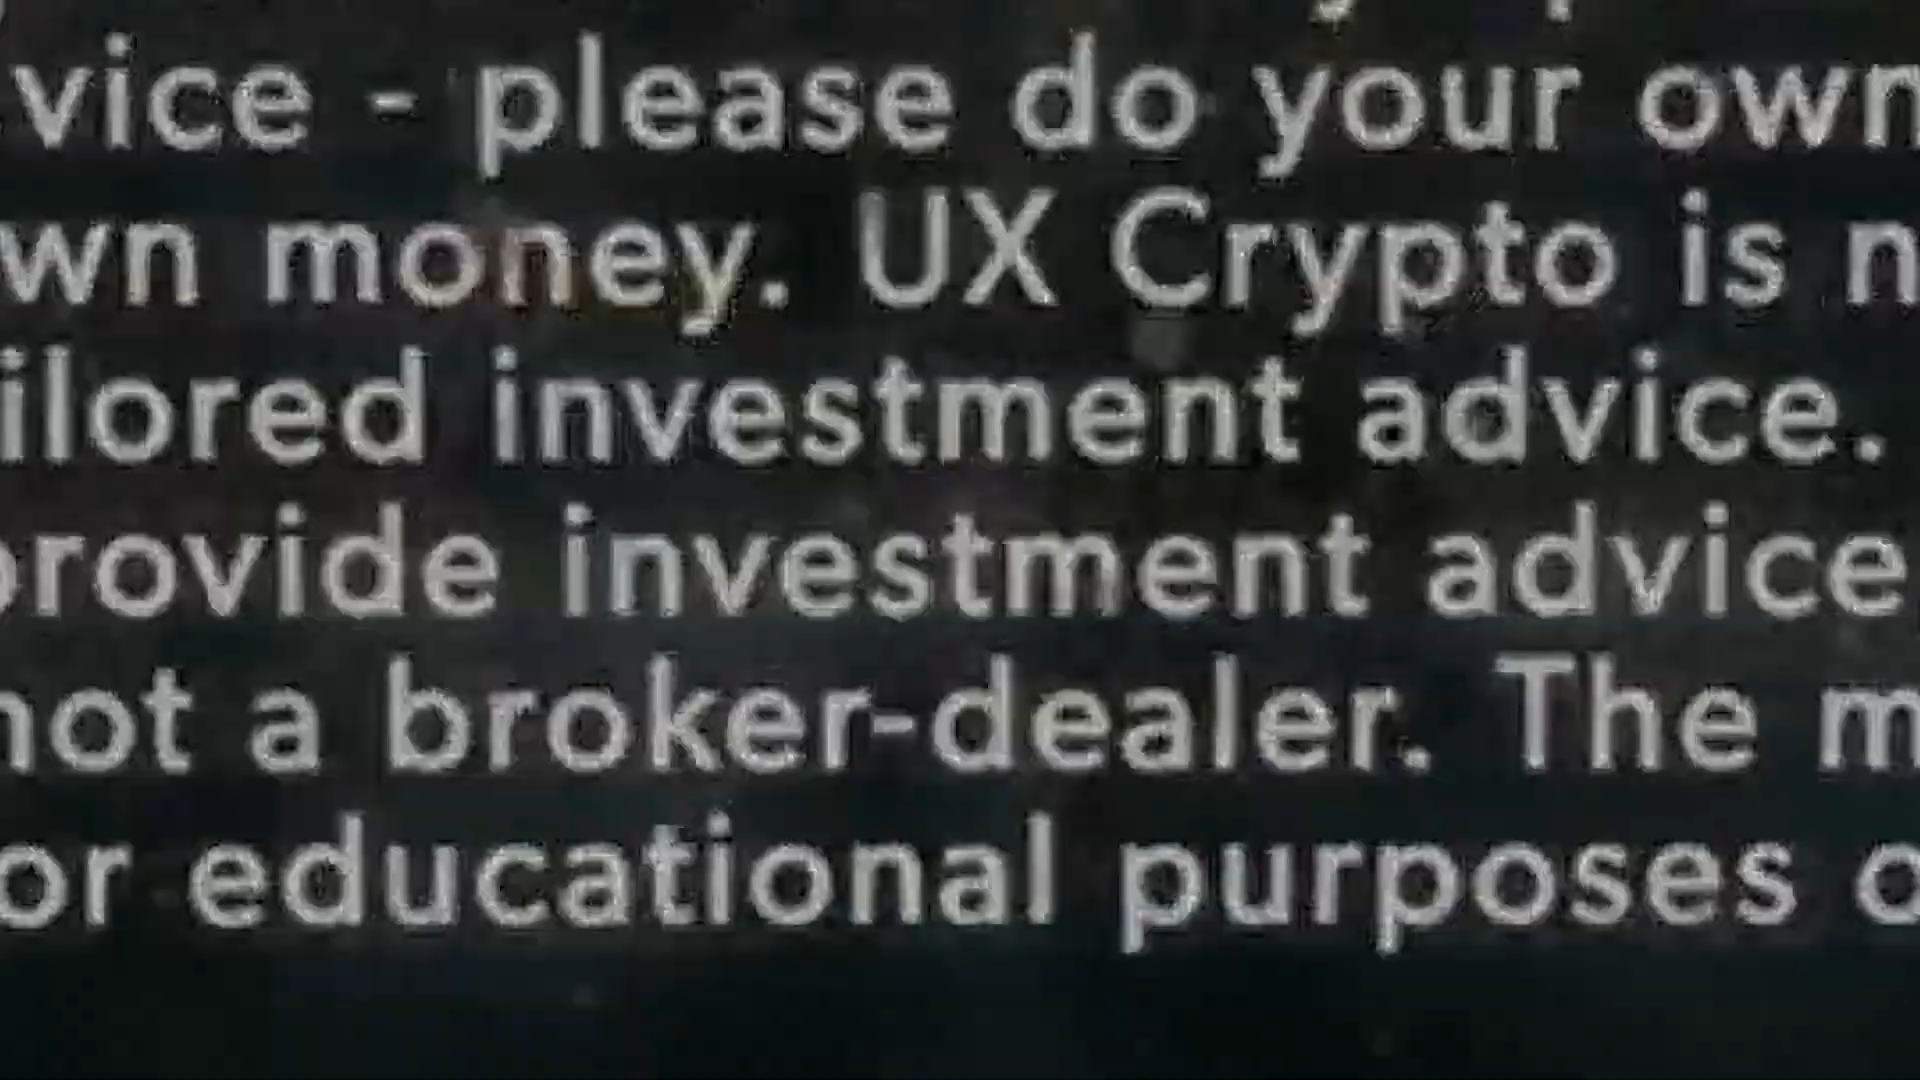 vice - please do your own
wn money. UX Crypto is n
ilored investment advice.
provide investment advice
not a broker-dealer. The m
or educational purposes o